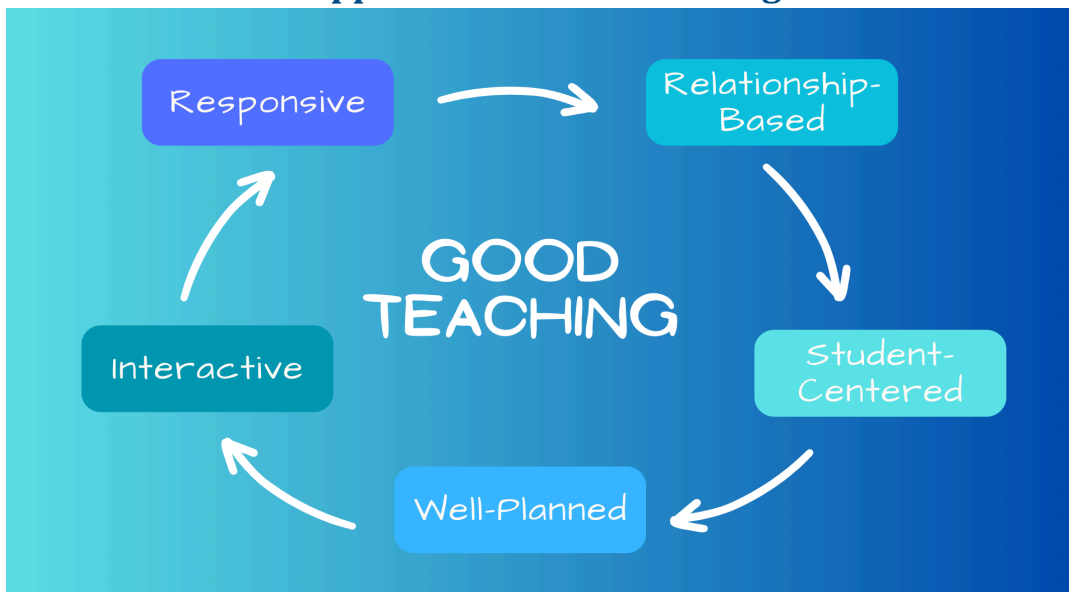 Responsive
Relationship-
Based
GOOD
TEACHING
Interactive
Student-
Centered
Well-Planned